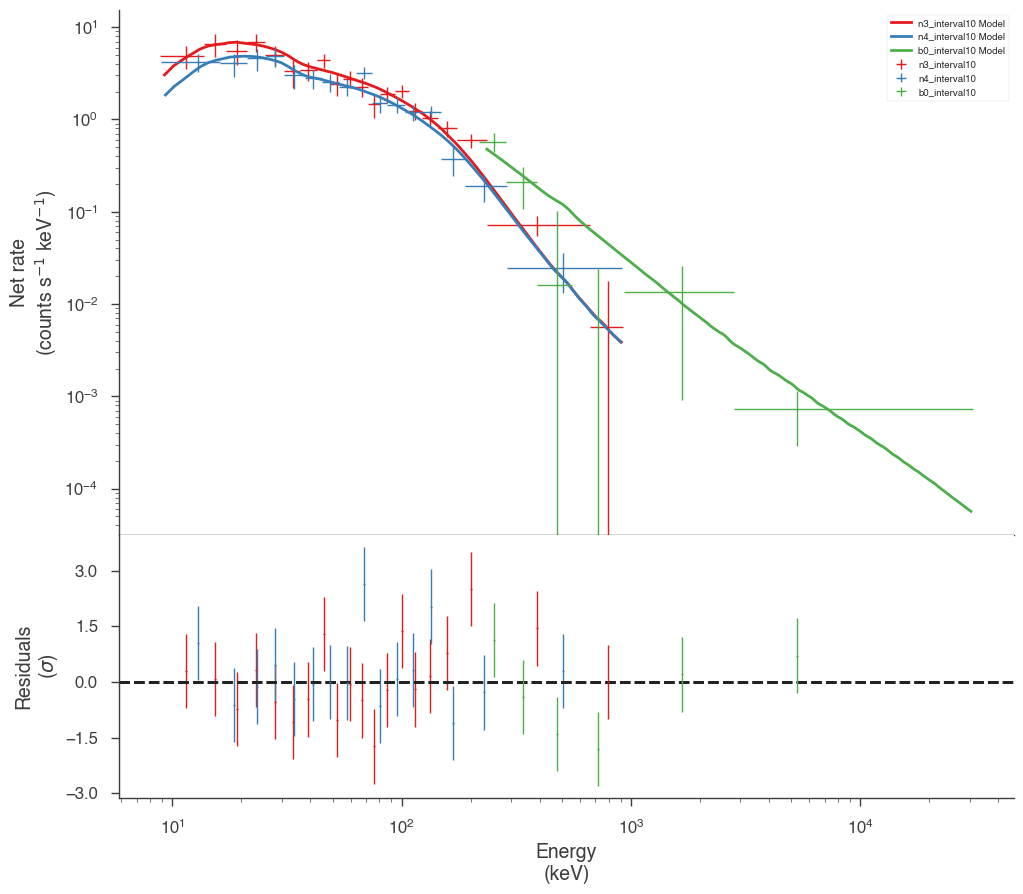 10^1
10^0
10^−1
10^−2
10^−3
10^−4
Net rate
(counts s^−1 keV^−1)
n3_interval10 Model
n4_interval10 Model
b0_interval10 Model
n3_interval10
n4_interval10
b0_interval10
3.0
1.5
0.0
−1.5
−3.0
Residuals
(σ)
10^1
10^2
10^3
10^4
Energy
(keV)